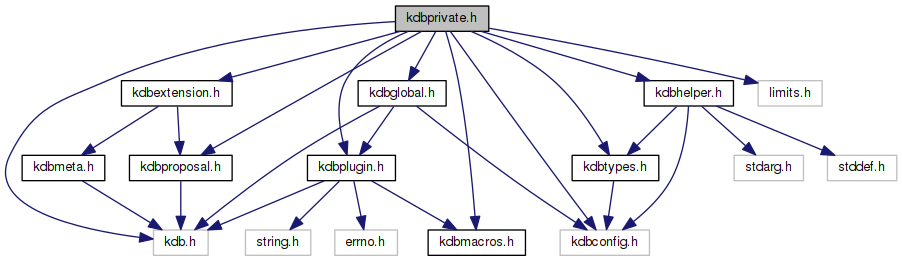 kdbprivate.h
kdbextension.h
kdbglobal.h
kdbhelper.h
limits.h
kdbmeta.h
kdbproposal.h
kdbplugin.h
kdbtypes.h
stdarg.h
stddef.h
kdb.h
string.h
errno.h
kdbmacros.h
kdbconfig.h